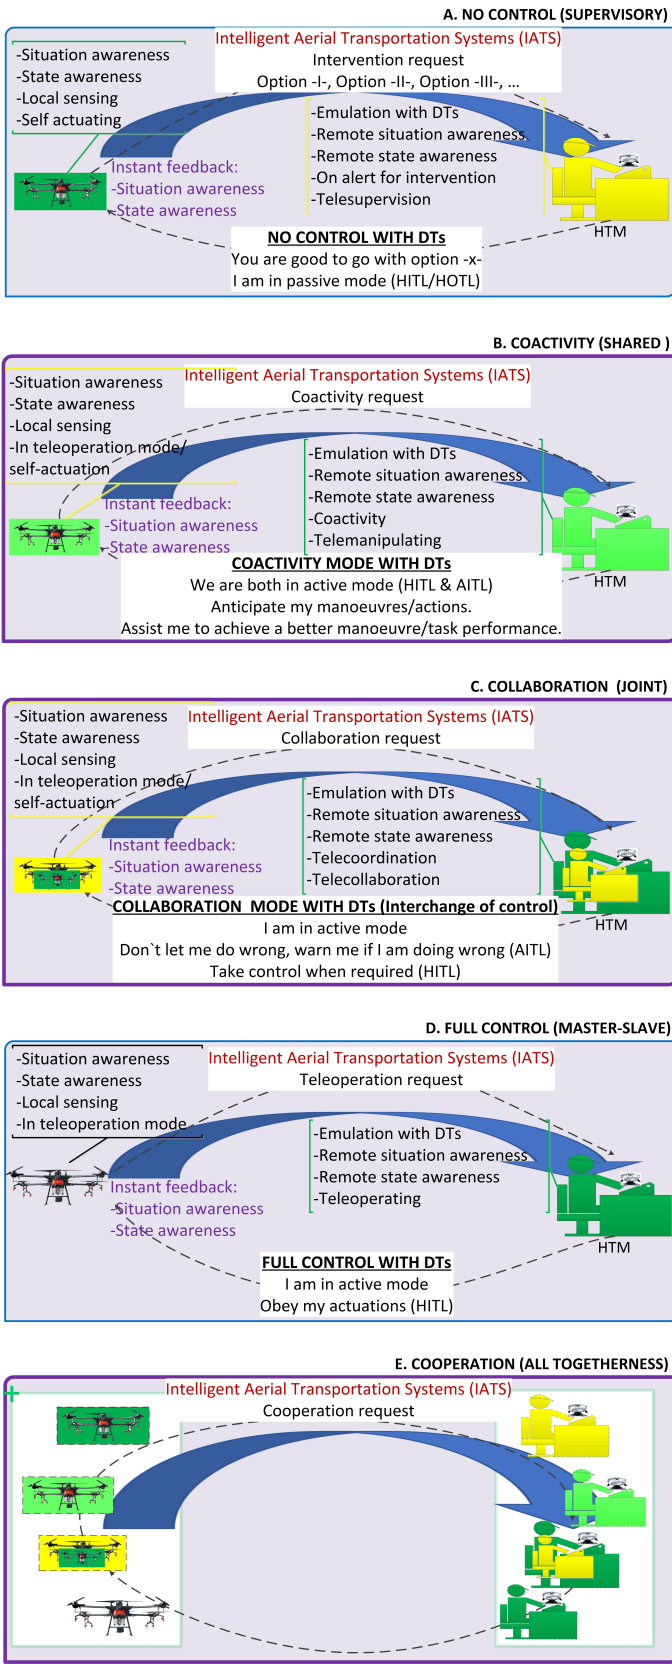 A. NO CONTROL (SUPERVISORY)
Intelligent Aerial Transportation Systems (IATS)
Intervention request
Option -I-, Option -II-, Option -III-, ...
-Situation awareness
-State awareness
-Local sensing
-Self actuating
-Emulation with DTs
-Remote situation awareness
-Remote state awareness
-On alert for intervention
-Telesupervision
Instant feedback:
-Situation awareness
-State awareness
HTM
NO CONTROL WITH DTs
You are good to go with option -x-
I am in passive mode (HITL/HOTL)
B. COACTIVITY (SHARED )
Intelligent Aerial Transportation Systems (IATS)
Coactivity request
-Situation awareness
-State awareness
-Local sensing
-In teleoperation mode/
self-actuation
-Emulation with DTs
-Remote situation awareness
-Remote state awareness
-Coactivity
-Telemanipulating
Instant feedback:
-Situation awareness
-State awareness
HTM
COACTIVITY MODE WITH DTs
We are both in active mode (HITL & AITL)
Anticipate my manoeuvres/actions.
Assist me to achieve a better manoeuvre/task performance.
C. COLLABORATION (JOINT)
Intelligent Aerial Transportation Systems (IATS)
Collaboration request
-Situation awareness
-State awareness
-Local sensing
-In teleoperation mode/
self-actuation
-Emulation with DTs
-Remote situation awareness
-Remote state awareness
-Telecoordination
-Telecollaboration
Instant feedback:
-Situation awareness
-State awareness
HTM
COLLABORATION MODE WITH DTs (Interchange of control)
I am in active mode
Don`t let me do wrong, warn me if I am doing wrong (AITL)
Take control when required (HITL)
D. FULL CONTROL (MASTER-SLAVE)
Intelligent Aerial Transportation Systems (IATS)
Teleoperation request
-Situation awareness
-State awareness
-Local sensing
-In teleoperation mode
-Emulation with DTs
-Remote situation awareness
-Remote state awareness
-Teleoperating
Instant feedback:
-Situation awareness
-State awareness
HTM
FULL CONTROL WITH DTs
I am in active mode
Obey my actuations (HITL)
E. COOPERATION (ALL TOGETHERNESS)
Intelligent Aerial Transportation Systems (IATS)
Cooperation request